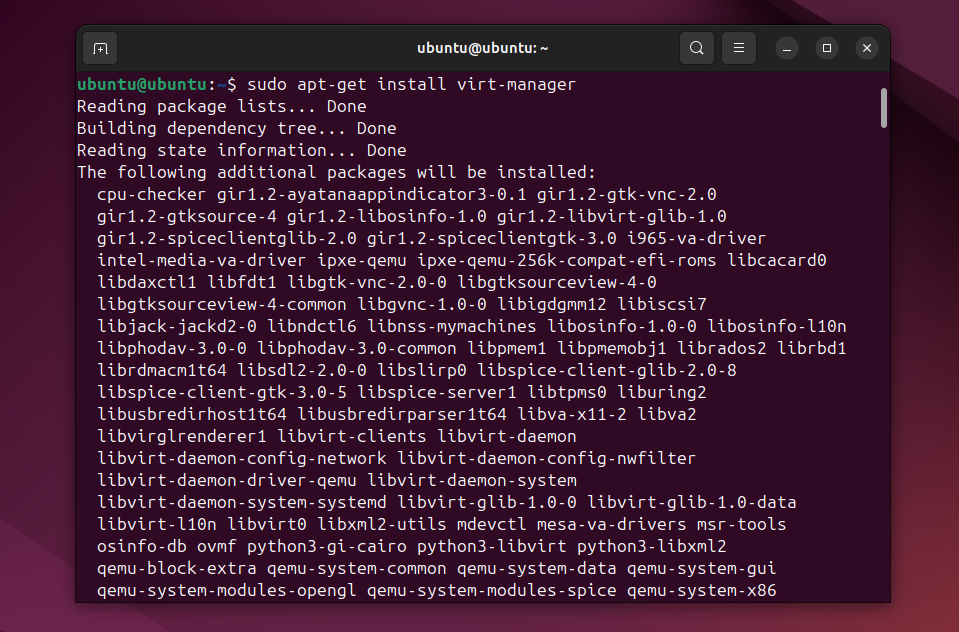 ubuntu@ubuntu: ~
ubuntu@ubuntu:~$ sudo apt-get install virt-manager
Reading package lists... Done
Building dependency tree... Done
Reading state information... Done
The following additional packages will be installed:
  cpu-checker gir1.2-ayatanaappindicator3-0.1 gir1.2-gtk-vnc-2.0
  gir1.2-gtksource-4 gir1.2-libosinfo-1.0 gir1.2-libvirt-glib-1.0
  gir1.2-spiceclientglib-2.0 gir1.2-spiceclientgtk-3.0 i965-va-driver
  intel-media-va-driver ipxe-qemu ipxe-qemu-256k-compat-efi-roms libcacard0
  libdaxctl1 libfdt1 libgtk-vnc-2.0-0 libgtksourceview-4-0
  libgtksourceview-4-common libgvnc-1.0-0 libigdgmm12 libiscsi7
  libjack-jackd2-0 libndctl6 libnss-mymachines libosinfo-1.0-0 libosinfo-l10n
  libphodav-3.0-0 libphodav-3.0-common libpmem1 libpmemobj1 librados2 librbd1
  librdmacm1t64 libsdl2-2.0-0 libslirp0 libspice-client-glib-2.0-8
  libspice-client-gtk-3.0-5 libspice-server1 libtpms0 liburing2
  libusbredirhost1t64 libusbredirparser1t64 libva-x11-2 libva2
  libvirglrenderer1 libvirt-clients libvirt-daemon
  libvirt-daemon-config-network libvirt-daemon-config-nwfilter
  libvirt-daemon-driver-qemu libvirt-daemon-system
  libvirt-daemon-system-systemd libvirt-glib-1.0-0 libvirt-glib-1.0-data
  libvirt-l10n libvirt0 libxml2-utils mdevctl mesa-va-drivers msr-tools
  osinfo-db ovmf python3-gi-cairo python3-libvirt python3-libxml2
  qemu-block-extra qemu-system-common qemu-system-data qemu-system-gui
  qemu-system-modules-opengl qemu-system-modules-spice qemu-system-x86